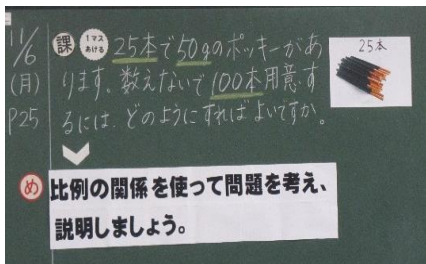 11/6
(月)
P25
課
1マスあける
25本で50gのポッキーがあ
ります。数えないで100本用意す
るには、どのようにすればよいですか。
25本
め
比例の関係を使って問題を考え、
説明しましょう。